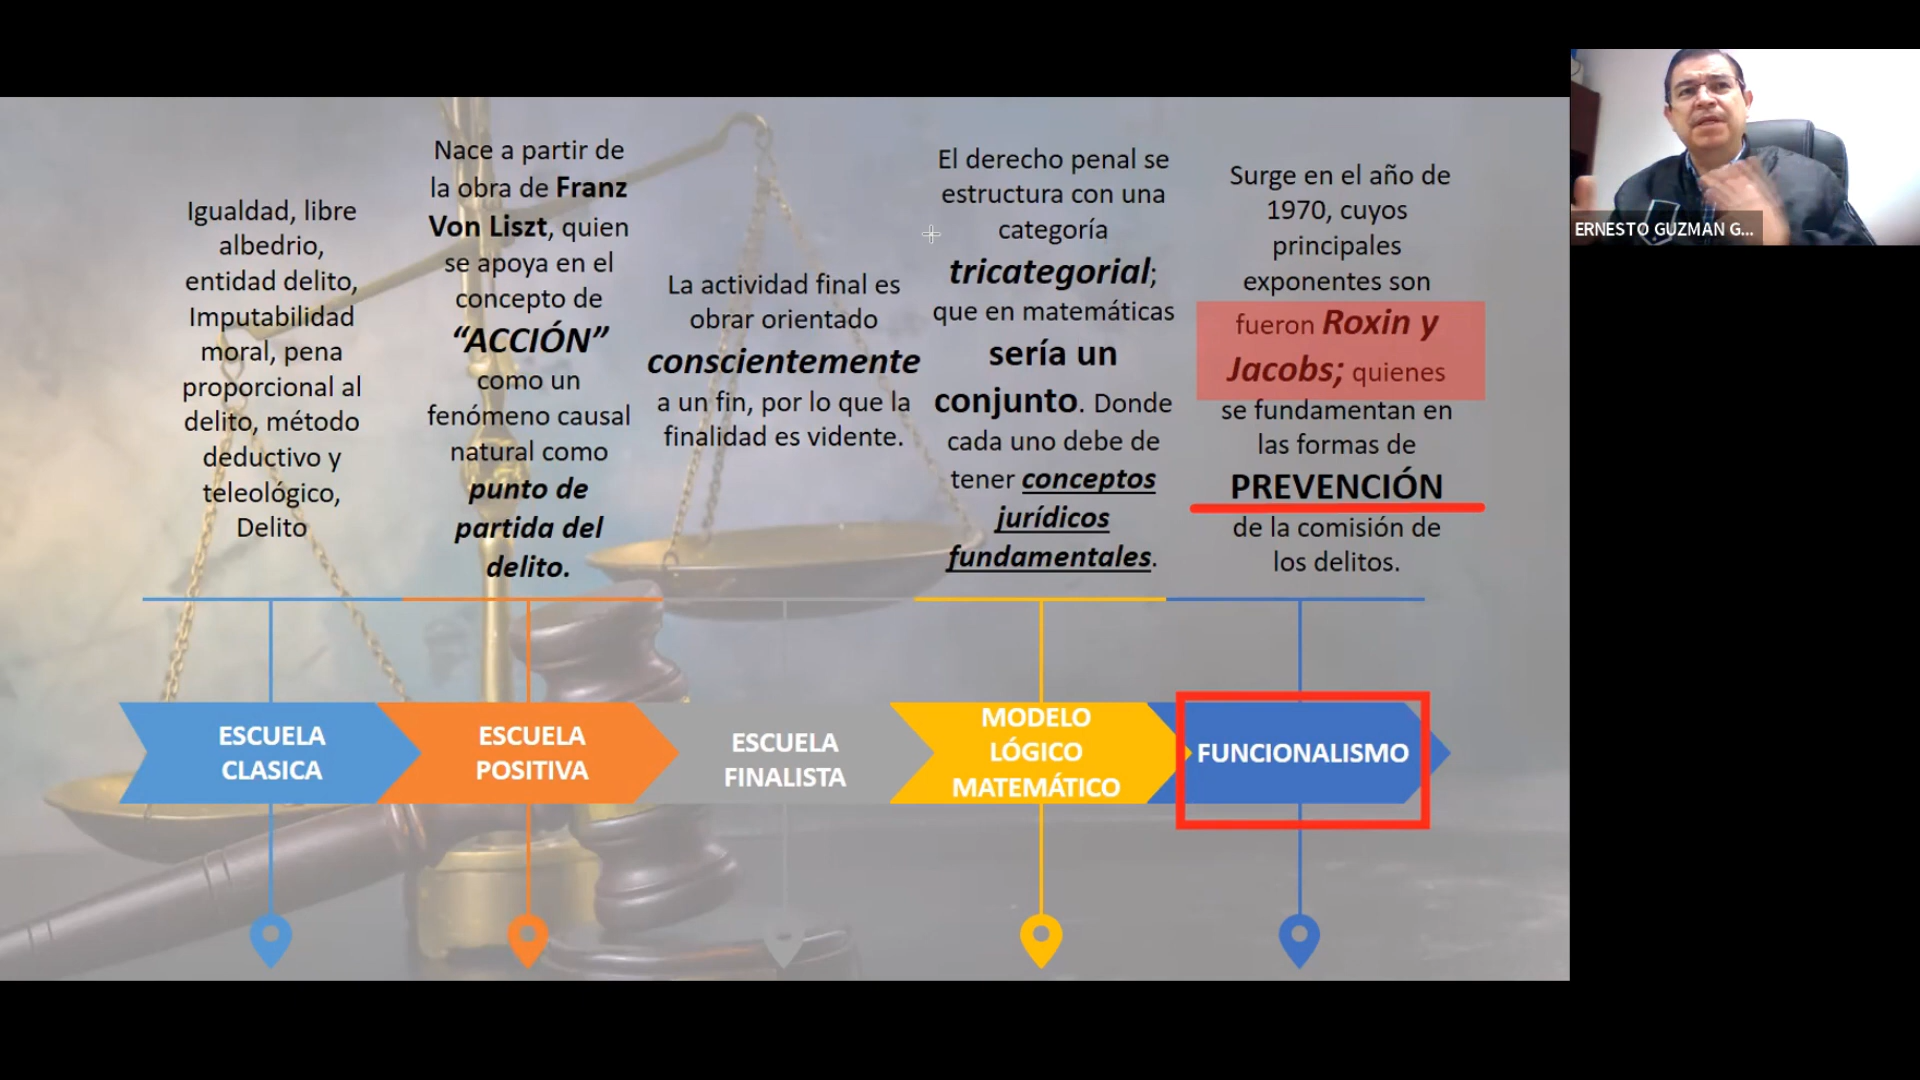 Igualdad, libre
albedrio,
entidad delito,
Imputabilidad
moral, pena
proporcional al
delito, método
deductivo y
teleológico,
Delito
Nace a partir de
la obra de Franz
Von Liszt, quien
se apoya en el
concepto de
“ACCIÓN”
como un
fenómeno causal
natural como
punto de
partida del
delito.
La actividad final es
obrar orientado
conscientemente
a un fin, por lo que la
finalidad es vidente.
El derecho penal se
estructura con una
categoría
tricategorial;
que en matemáticas
sería un
conjunto. Donde
cada uno debe de
tener conceptos
jurídicos
fundamentales.
Surge en el año de
1970, cuyos
principales
exponentes son
fueron Roxin y
Jacobs; quienes
se fundamentan en
las formas de
PREVENCIÓN
de la comisión de
los delitos.
ESCUELA
CLASICA
ESCUELA
POSITIVA
ESCUELA
FINALISTA
MODELO
LÓGICO
MATEMÁTICO
FUNCIONALISMO
ERNESTO GUZMAN G...